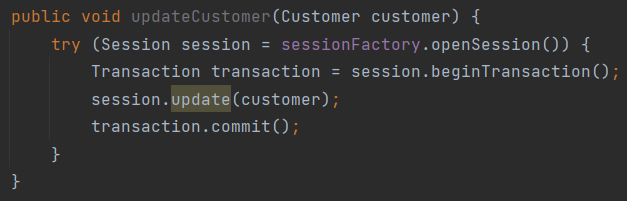 public void updateCustomer(Customer customer) {
    try (Session session = sessionFactory.openSession()) {
        Transaction transaction = session.beginTransaction();
        session.update(customer);
        transaction.commit();
    }
}